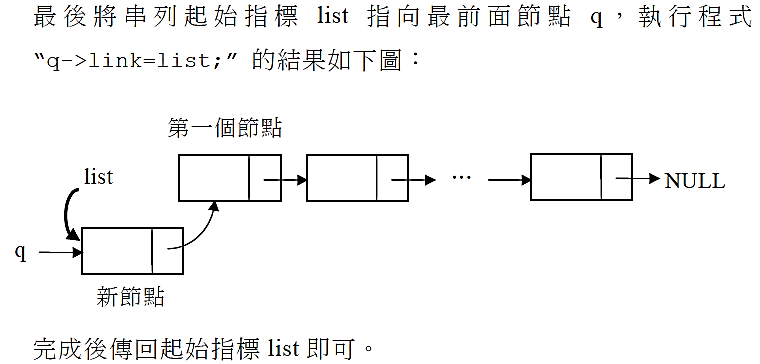 最後將串列起始指標 list 指向最前面節點 q，執行程式
“q->link=list;” 的結果如下圖：
第一個節點
list
…
NULL
q
新節點
完成後傳回起始指標 list 即可。